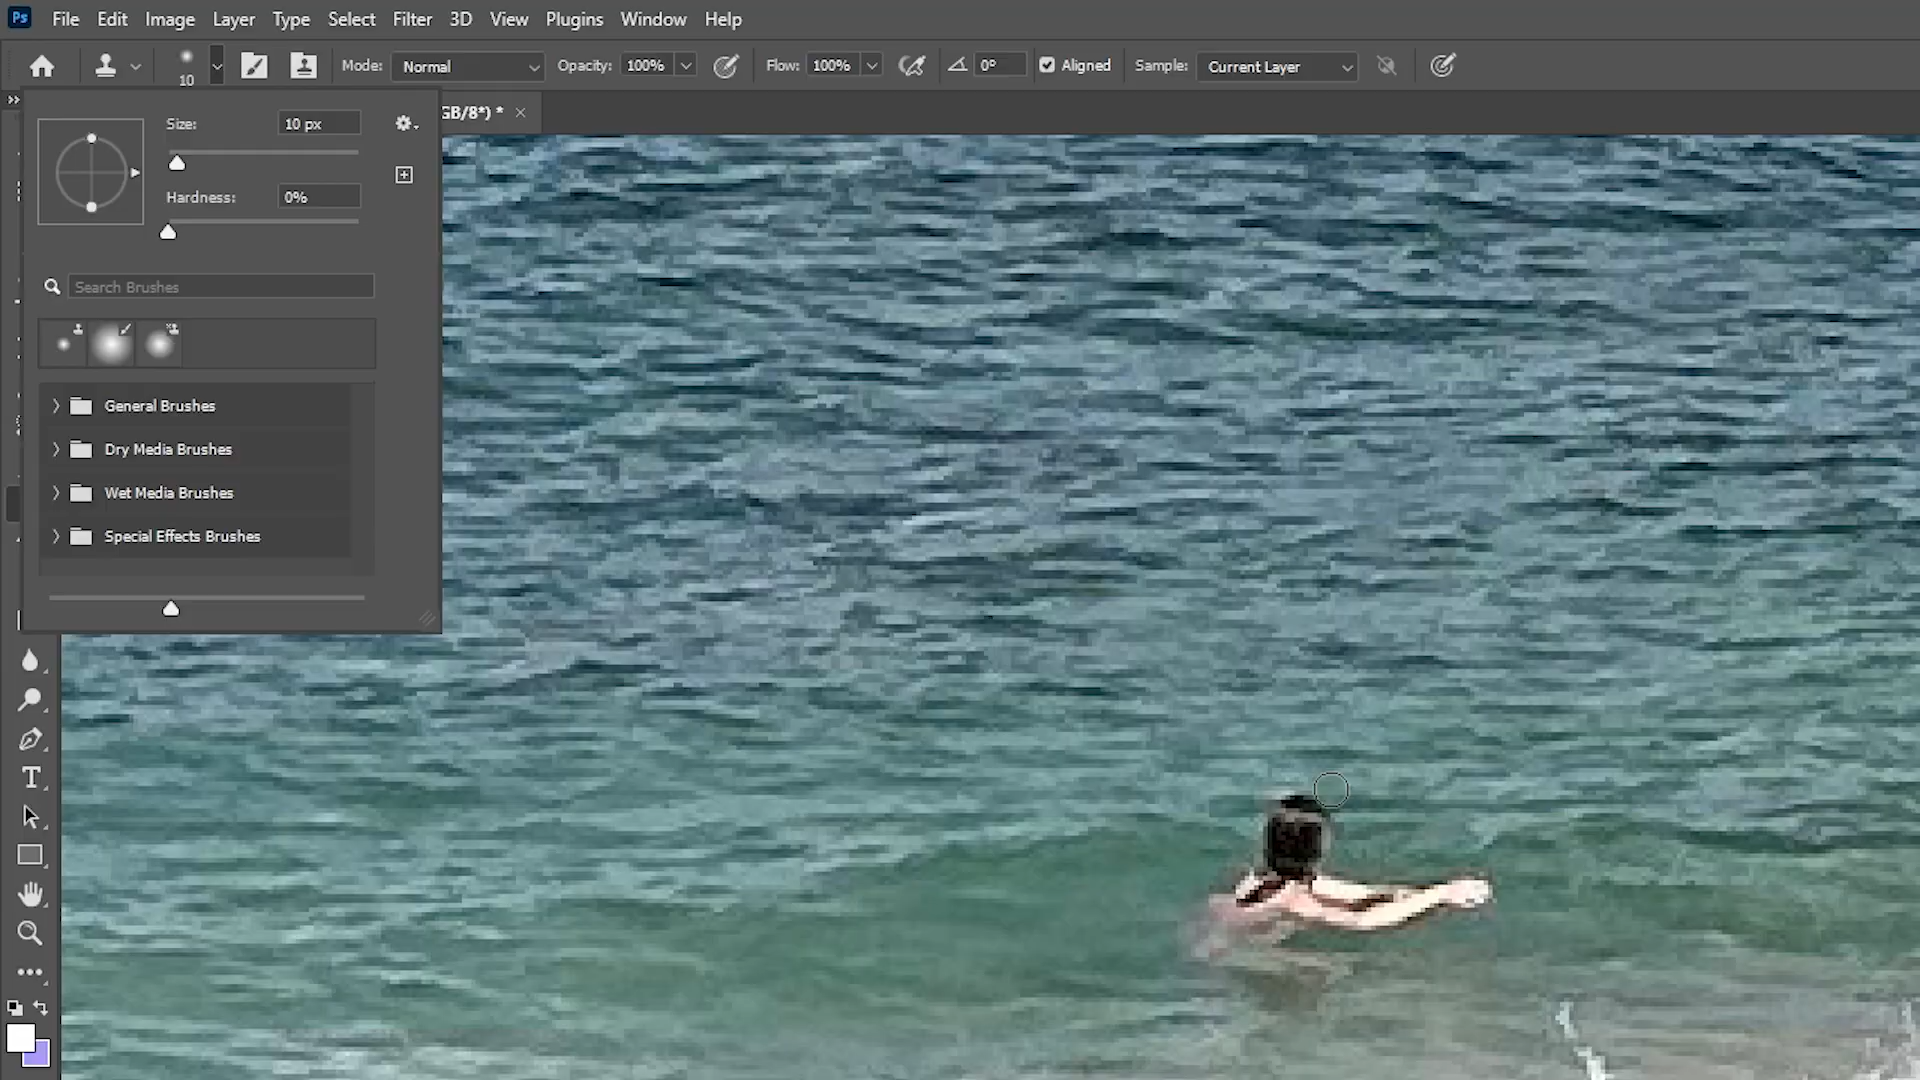 Ps File Edit Image Layer Type Select Filter 3D View Plugins Window Help
10 Mode: Normal Opacity: 100% Flow: 100% 0° Aligned Sample: Current Layer
GB/8*) *
Size: 10 px
Hardness: 0%
Search Brushes
General Brushes
Dry Media Brushes
Wet Media Brushes
Special Effects Brushes